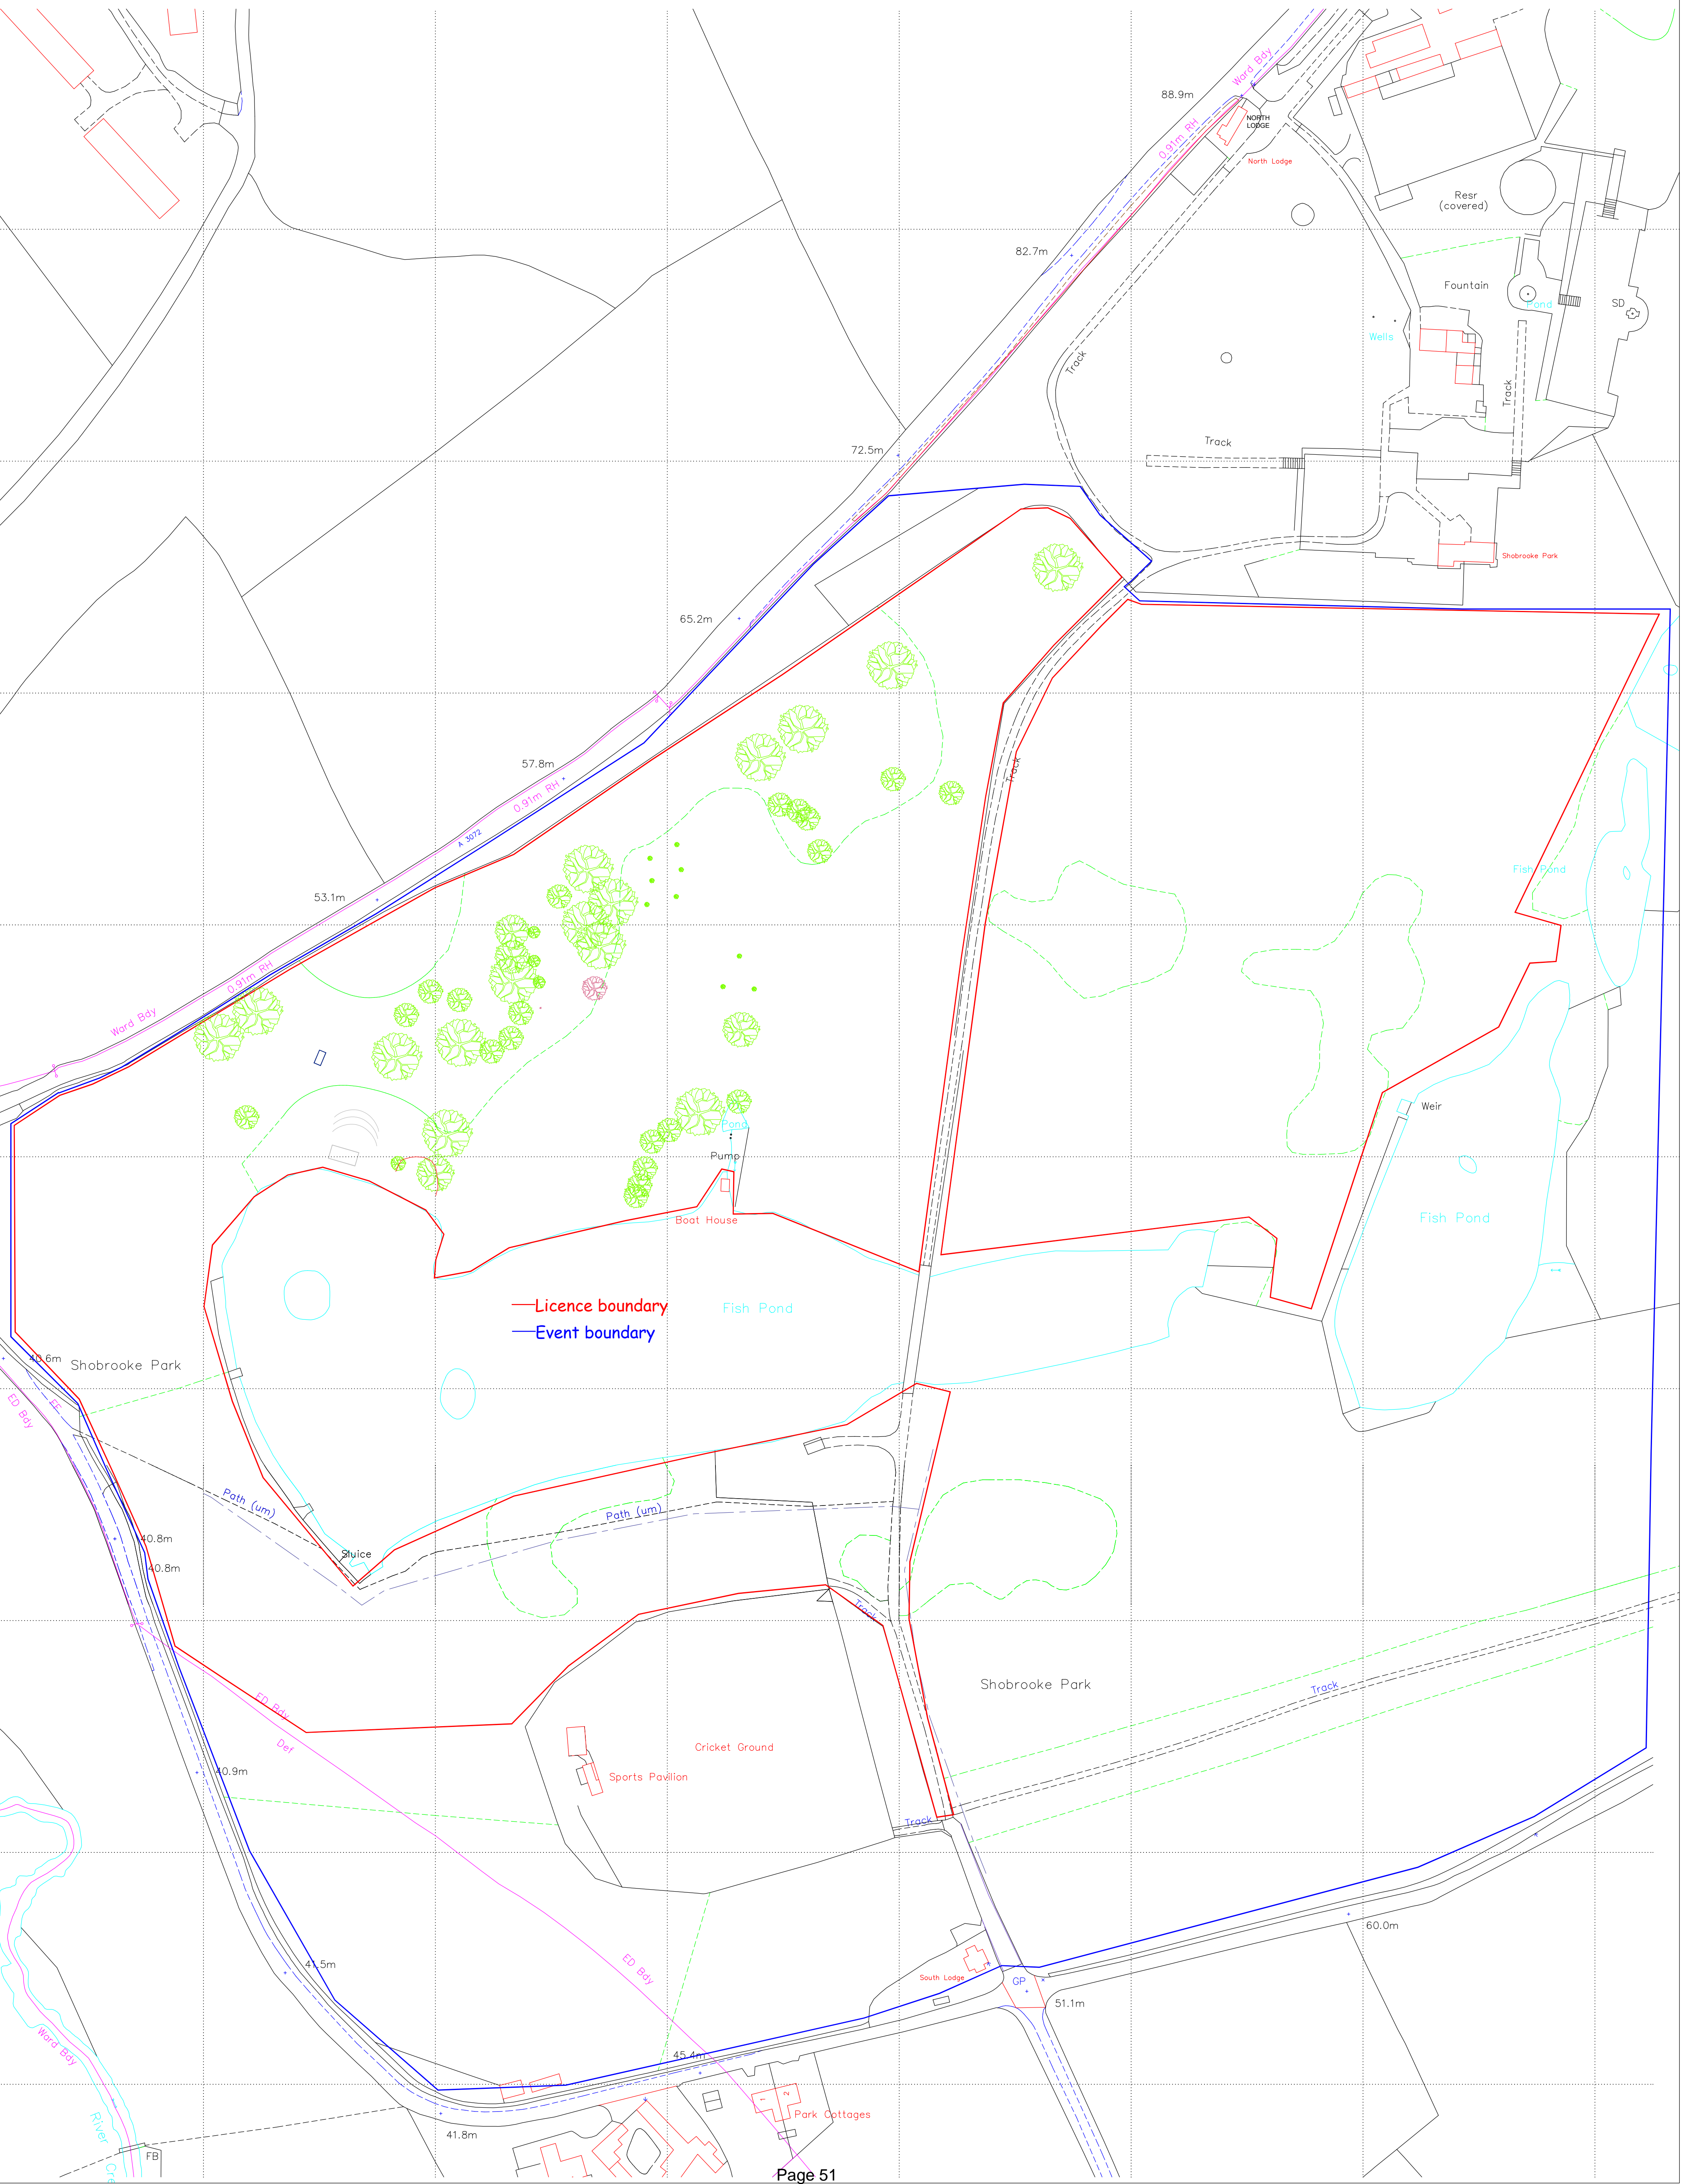 Ward Bdy
88.9m
NORTH
LODGE
0.91m RH
North Lodge
Resr
(covered)
82.7m
Fountain
Pond
SD
Wells
Track
Track
Track
72.5m
Shobrooke Park
65.2m
57.8m
Track
0.91m RH
A 3072
53.1m
Fish Pond
0.91m RH
Ward Bdy
Weir
Pond
Pump
Boat House
Fish Pond
Licence boundary
Fish Pond
Event boundary
40.6m
Shobrooke Park
ED Bdy
EF
Path (um)
Path (um)
40.8m
Sluice
40.8m
Track
Shobrooke Park
Track
ED Bdy
Def
Cricket Ground
40.9m
Sports Pavilion
Track
60.0m
ED Bdy
41.5m
South Lodge
GP
51.1m
Ward Bdy
45.4m
1
2
Park Cottages
River
41.8m
FB
Page 51